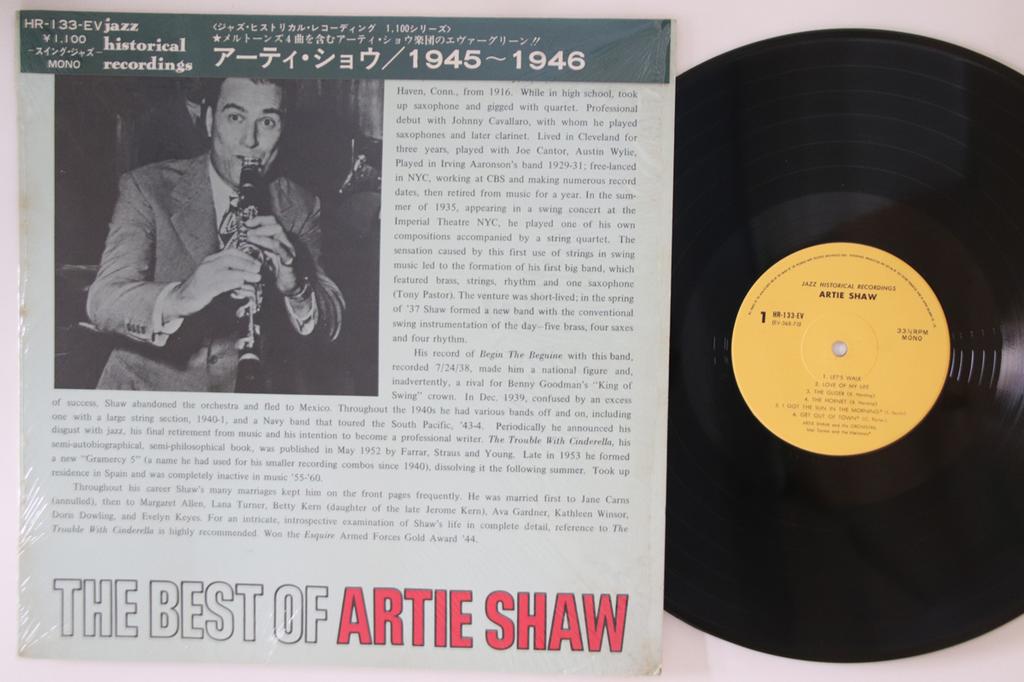 HR-133-EV
¥1,100
-スイング・ジャズ-
MONO
jazz
historical
recordings
〈ジャズ・ヒストリカル・レコーディング 1,100シリーズ〉
★メルトーンズ4曲を含むアーティ・ショウ楽団のエヴァーグリーン!!
アーティ・ショウ/1945~1946
Haven, Conn., from 1916. While in high school, took
up saxophone and gigged with quartet. Professional
debut with Johnny Cavallaro, with whom he played
saxophones and later clarinet. Lived in Cleveland for
three years, played with Joe Cantor, Austin Wylie,
Played in Irving Aaronson's band 1929-31; free-lanced
in NYC, working at CBS and making numerous record
dates, then retired from music for a year. In the sum-
mer of 1935, appearing in a swing concert at the
Imperial Theatre NYC, he played one of his own
compositions accompanied by a string quartet. The
sensation caused by this first use of strings in swing
music led to the formation of his first big band, which
featured brass, strings, rhythm and one saxophone
(Tony Pastor). The venture was short-lived; in the spring
of '37 Shaw formed a new band with the conventional
swing instrumentation of the day—five brass, four saxes
and four rhythm.
His record of Begin The Beguine with this band,
recorded 7/24/38, made him a national figure and,
inadvertently, a rival for Benny Goodman's "King of
Swing" crown. In Dec. 1939, confused by an excess
of success, Shaw abandoned the orchestra and fled to Mexico. Throughout the 1940s he had various bands off and on, including
one with a large string section, 1940-1, and a Navy band that toured the South Pacific, '43-4. Periodically he announced his
disgust with jazz, his final retirement from music and his intention to become a professional writer. The Trouble With Cinderella, his
semi-autobiographical, semi-philosophical book, was published in May 1952 by Farrar, Straus and Young. Late in 1953 he formed
a new "Gramercy 5" (a name he had used for his smaller recording combos since 1940), dissolving it the following summer. Took up
residence in Spain and was completely inactive in music '55-'60.
Throughout his career Shaw's many marriages kept him on the front pages frequently. He was married first to Jane Carns
(annulled), then to Margaret Allen, Lana Turner, Betty Kern (daughter of the late Jerome Kern), Ava Gardner, Kathleen Winsor,
Doris Dowling, and Evelyn Keyes. For an intricate, introspective examination of Shaw's life in complete detail, reference to The
Trouble With Cinderella is highly recommended. Won the Esquire Armed Forces Gold Award '44.
THE BEST OF ARTIE SHAW
JAZZ HISTORICAL RECORDINGS
ARTIE SHAW
1 HR-133-EV
33⅓RPM
MONO
1. LET'S WALK
2. LOVE OF MY LIFE
3. THE GLIDER
4. THE HORNET
5. I GOT THE SUN IN THE MORNING*
6. GET OUT OF TOWN*
ARTIE SHAW and his ORCHESTRA